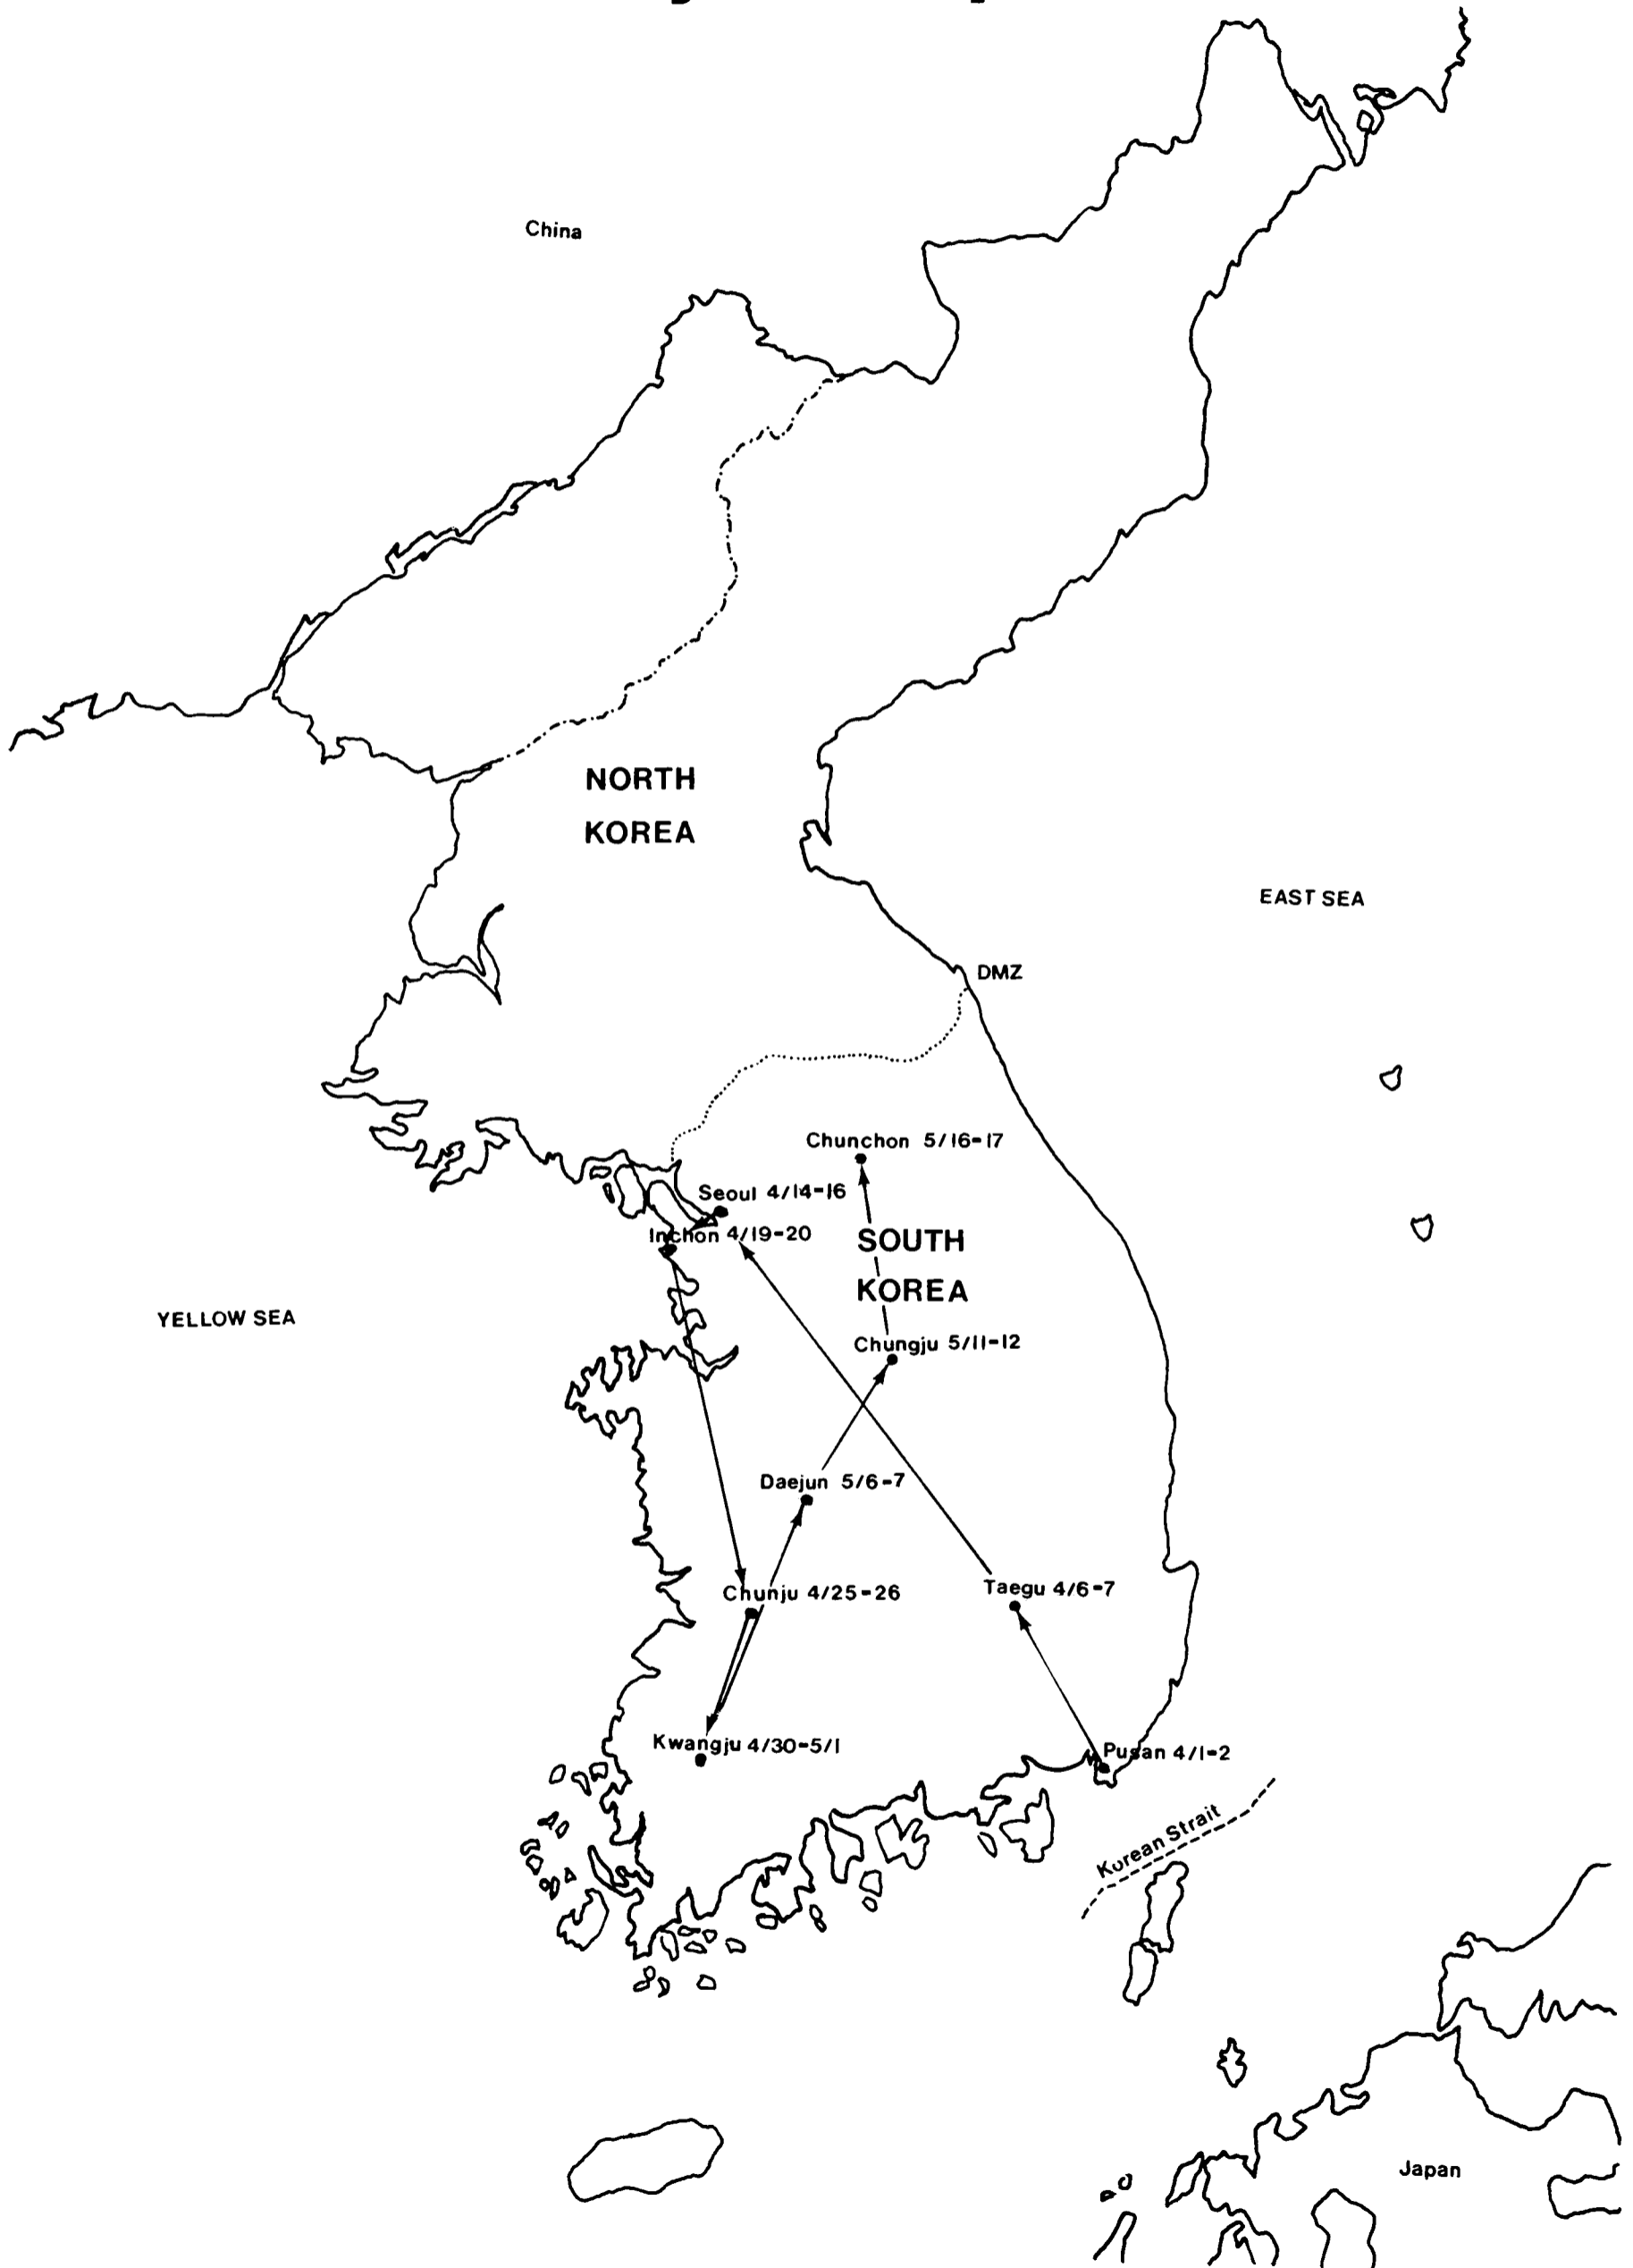 China
NORTH
KOREA
EAST SEA
DMZ
Chunchon 5/16-17
Seoul 4/14-16
Inchon 4/19-20
SOUTH
KOREA
YELLOW SEA
Chungju 5/11-12
Daejun 5/6-7
Chunju 4/25-26
Taegu 4/6-7
Kwangju 4/30-5/1
Pusan 4/1-2
Korean Strait
Japan